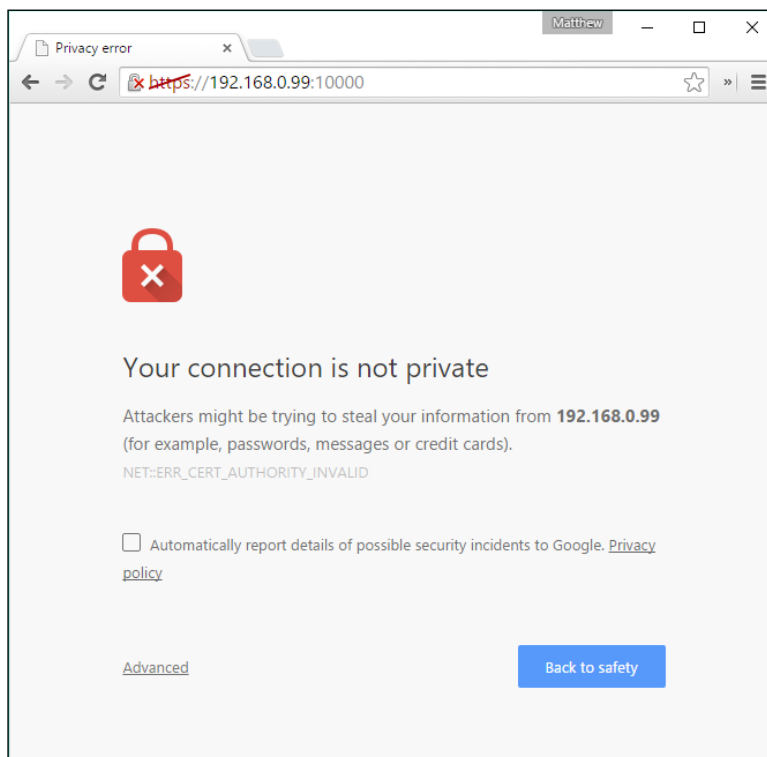 Matthew
Privacy error
https://192.168.0.99:10000
Your connection is not private
Attackers might be trying to steal your information from 192.168.0.99
(for example, passwords, messages or credit cards).
NET::ERR_CERT_AUTHORITY_INVALID
Automatically report details of possible security incidents to Google. Privacy
policy
Advanced
Back to safety